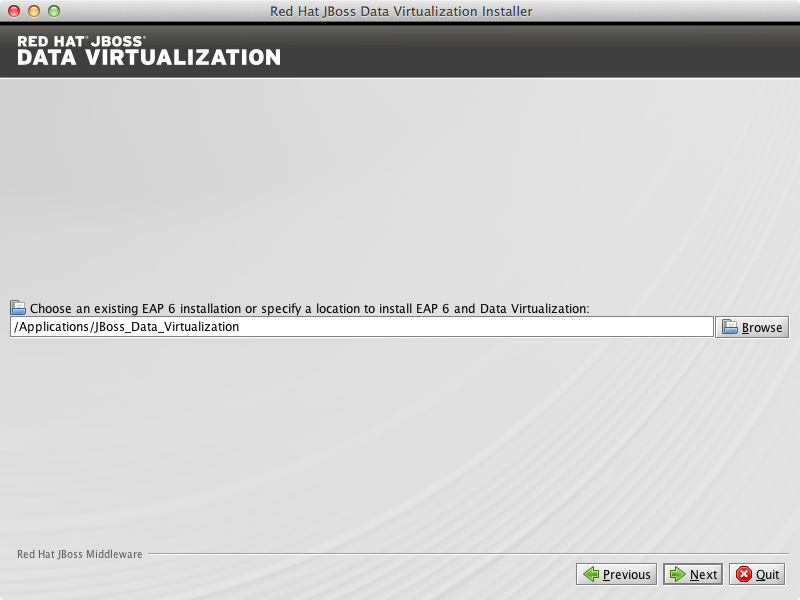 Red Hat JBoss Data Virtualization Installer
RED HAT® JBOSS®
DATA VIRTUALIZATION
Choose an existing EAP 6 installation or specify a location to install EAP 6 and Data Virtualization:
/Applications/JBoss_Data_Virtualization
Browse
Red Hat JBoss Middleware
Previous
Next
Quit